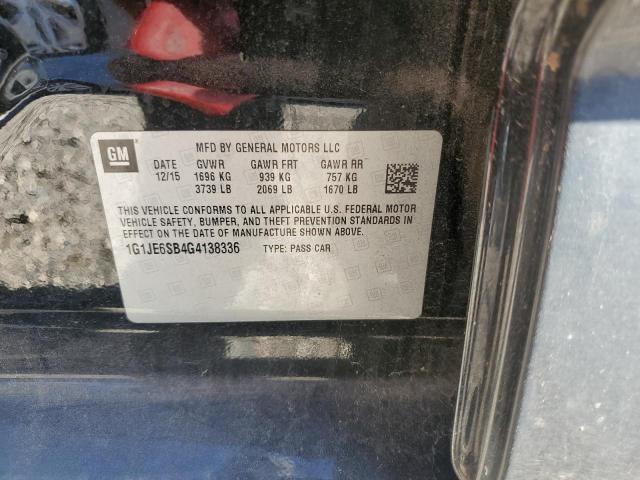 GM
MFD BY GENERAL MOTORS LLC
DATE GVWR GAWR FRT GAWR RR
12/15 1696 KG 939 KG 757 KG
3739 LB 2069 LB 1670 LB
THIS VEHICLE CONFORMS TO ALL APPLICABLE U.S. FEDERAL MOTOR
VEHICLE SAFETY, BUMPER, AND THEFT PREVENTION STANDARDS IN
EFFECT ON THE DATE OF MANUFACTURE SHOWN ABOVE.
1G1JE6SB4G4138336 TYPE: PASS CAR